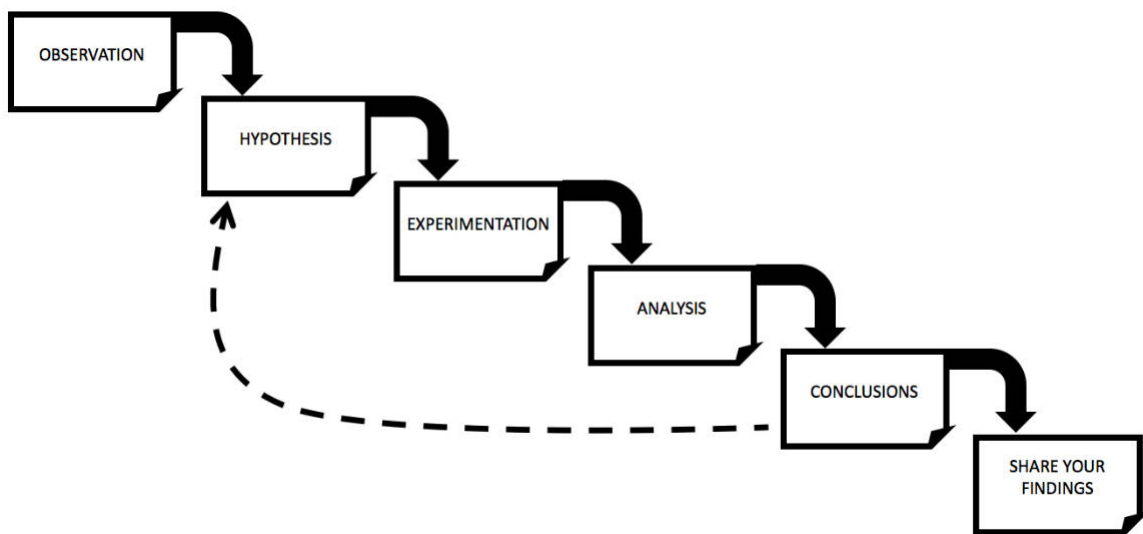 OBSERVATION
HYPOTHESIS
EXPERIMENTATION
ANALYSIS
CONCLUSIONS
SHARE YOUR
FINDINGS